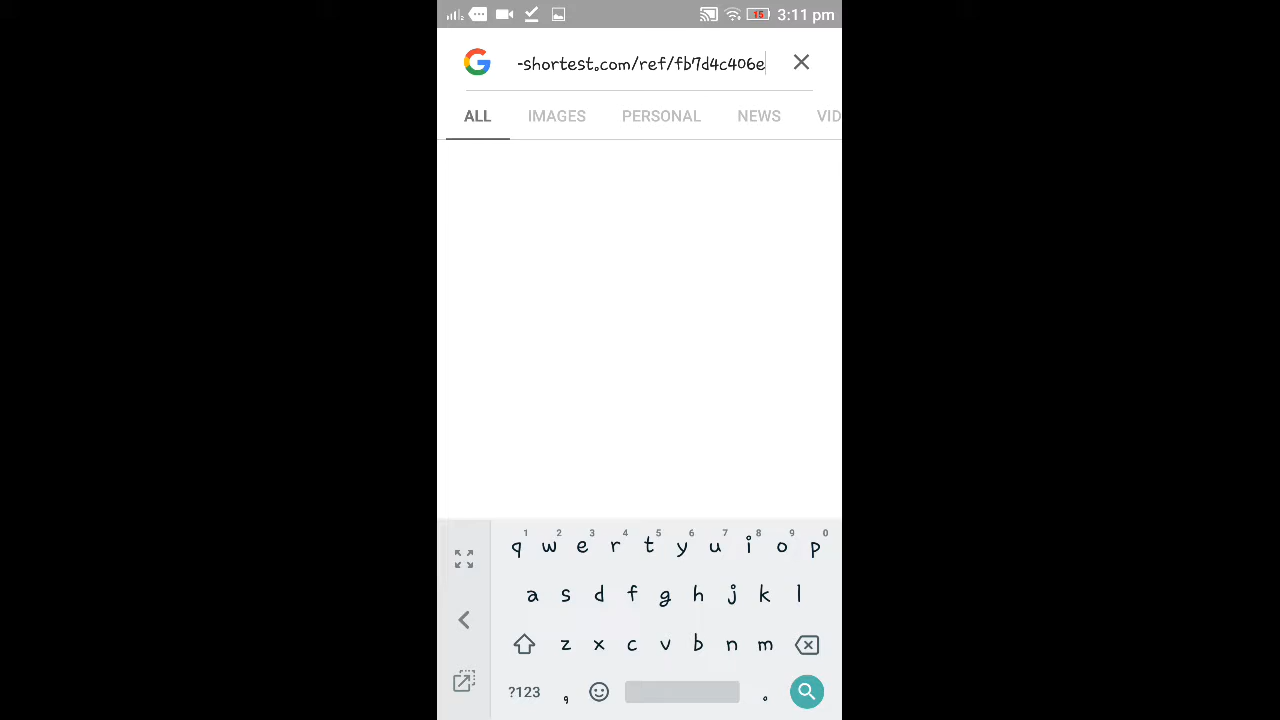 15 3:11 pm
G -shortest.com/ref/fb7d4c406e
ALL IMAGES PERSONAL NEWS VID
1 2 3 4 5 6 7 8 9 0
q w e r t y u i o p
a s d f g h j k l
z x c v b n m
?123 , .